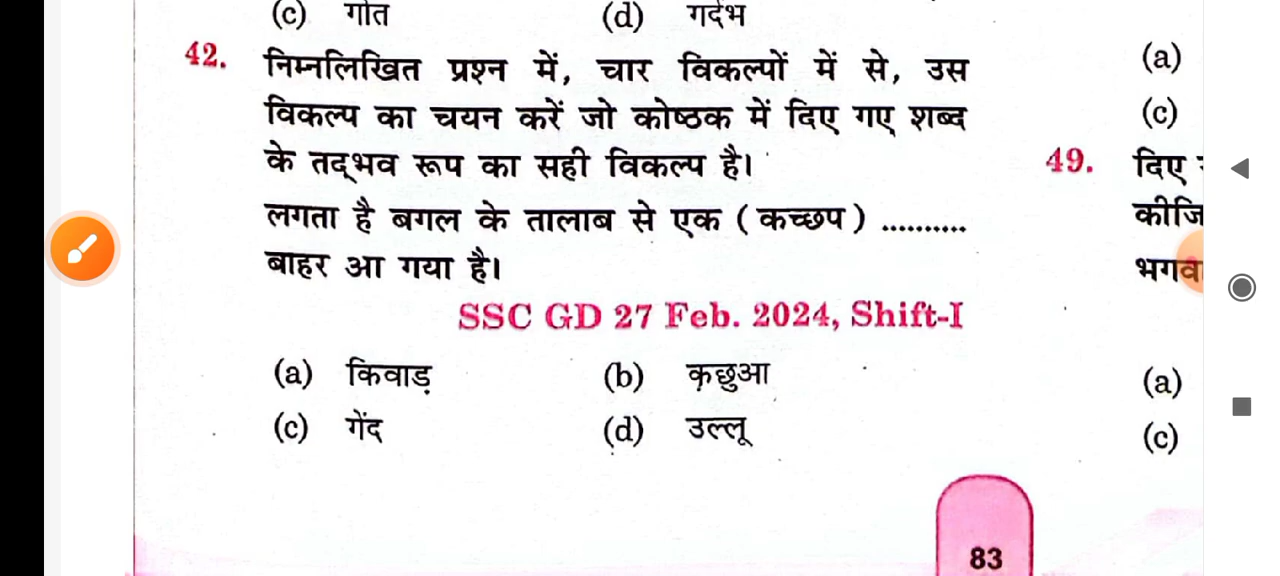 (c) गोत (d) गर्दभ
42. निम्नलिखित प्रश्न में, चार विकल्पों में से, उस
विकल्प का चयन करें जो कोष्ठक में दिए गए शब्द
के तद्भव रूप का सही विकल्प है।
लगता है बगल के तालाब से एक (कच्छप) ..........
बाहर आ गया है।
SSC GD 27 Feb. 2024, Shift-I
(a) किवाड़ (b) कछुआ
(c) गेंद (d) उल्लू
83
(a)
(c)
49. दिए
कीजि
भगव
(a)
(c)